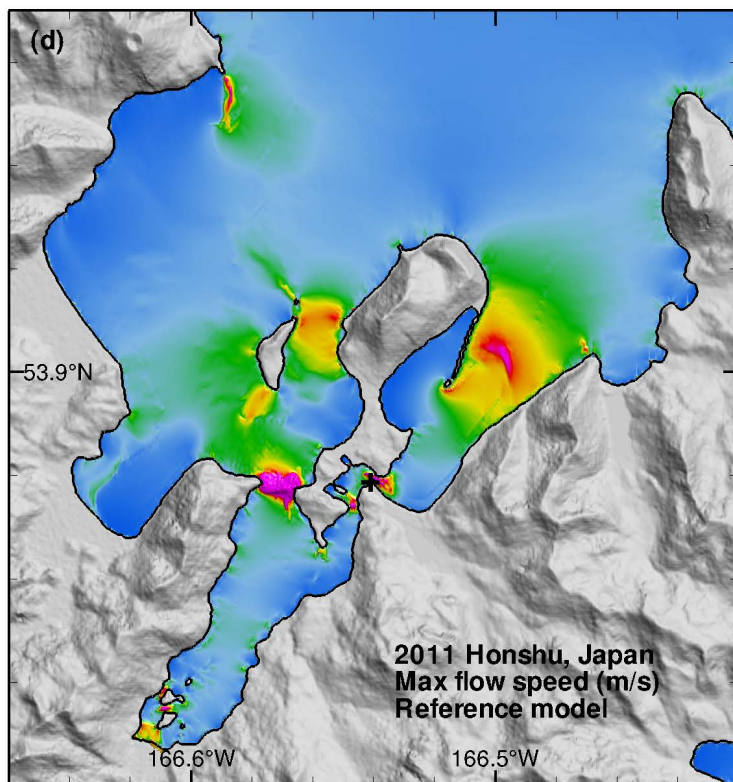 (d)
53.9°N
2011 Honshu, Japan
Max flow speed (m/s)
Reference model
166.6°W
166.5°W